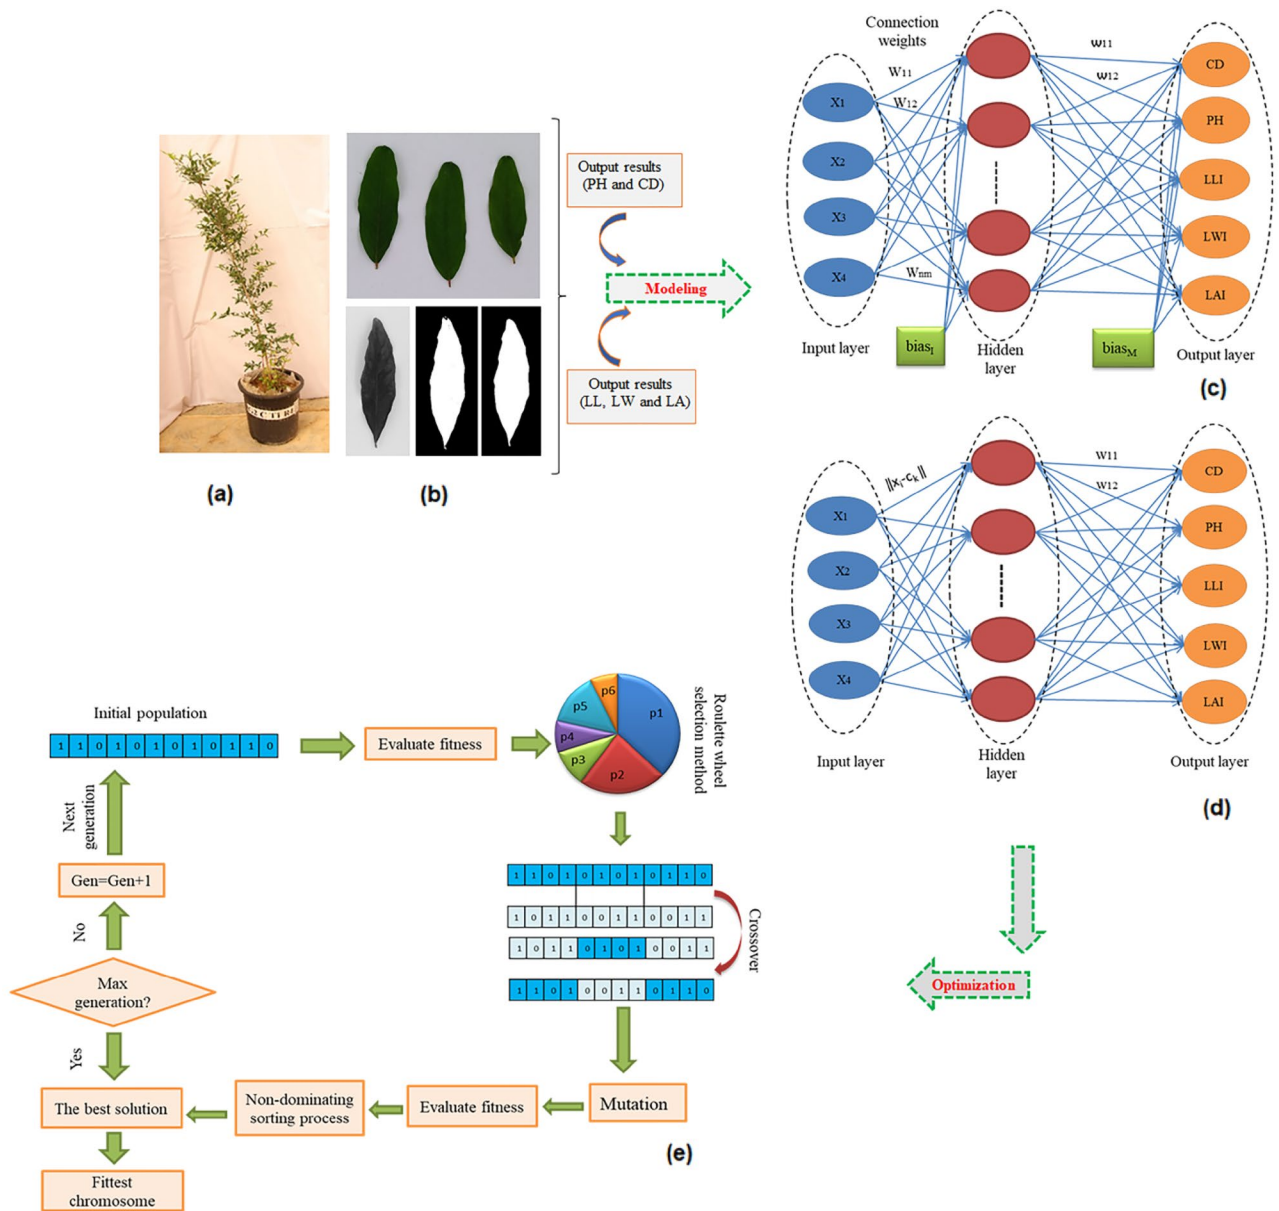 (a)
(b)
Output results
(PH and CD)
Modeling
Output results
(LL, LW and LA)
Connection
weights
W11
W12
Wnm
X1
X2
X3
X4
w11
w12
CD
PH
LLI
LWI
LAI
biasI
biasM
Input layer
Hidden
layer
Output layer
(c)
||xi-ck||
X1
X2
X3
X4
w11
w12
CD
PH
LLI
LWI
LAI
Input layer
Hidden
layer
Output layer
(d)
Optimization
Initial population
1 1 0 1 0 1 0 1 0 1 1 0
Evaluate fitness
p1
p2
p3
p4
p5
p6
Roulette wheel
selection method
1 1 0 1 0 1 0 1 0 1 1 0
1 0 1 1 0 0 1 1 0 0 1 1
1 0 1 1 0 1 0 1 0 0 1 1
1 1 0 1 0 0 1 1 0 1 1 0
Crossover
Mutation
Evaluate fitness
Non-dominating
sorting process
The best solution
Fittest
chromosome
Max
generation?
Yes
No
Gen=Gen+1
Next
generation
(e)